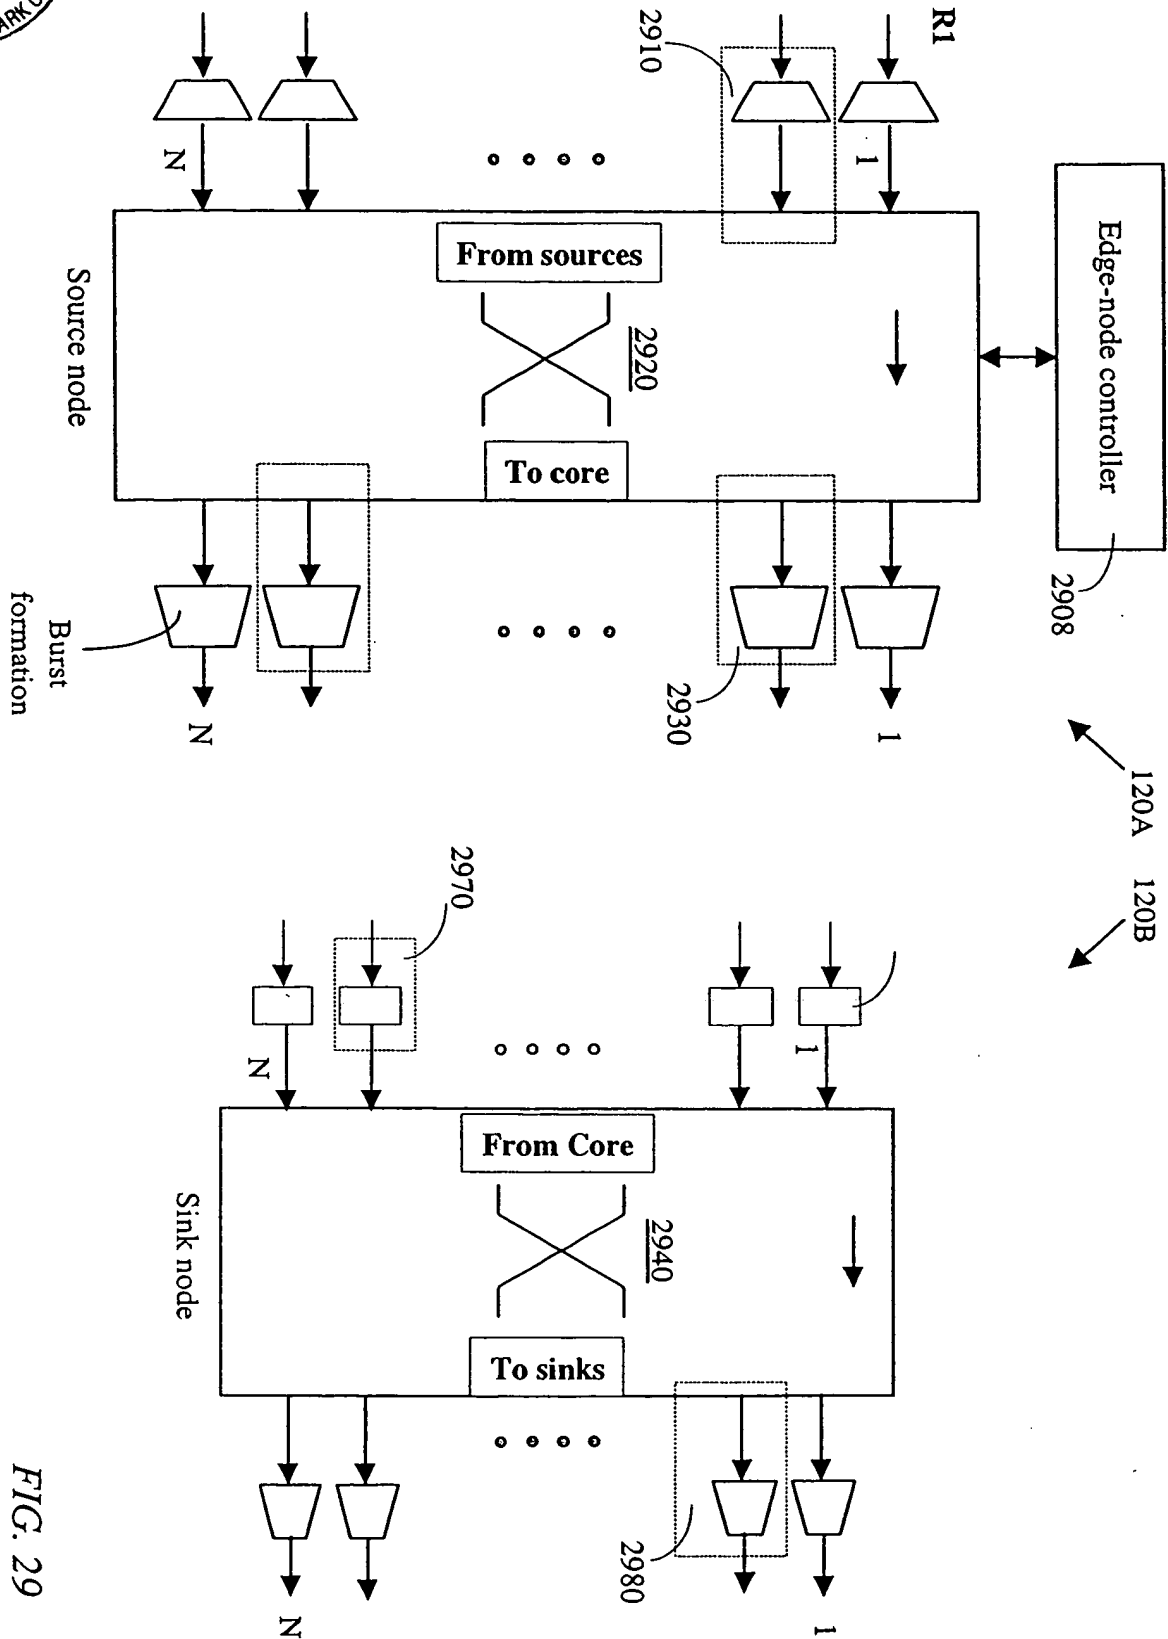 R1
Edge-node controller
2908
120A
120B
2910
1
N
From sources
2920
To core
Source node
1
2930
N
Burst
formation
2970
1
N
From Core
2940
To sinks
Sink node
2980
1
N
FIG. 29